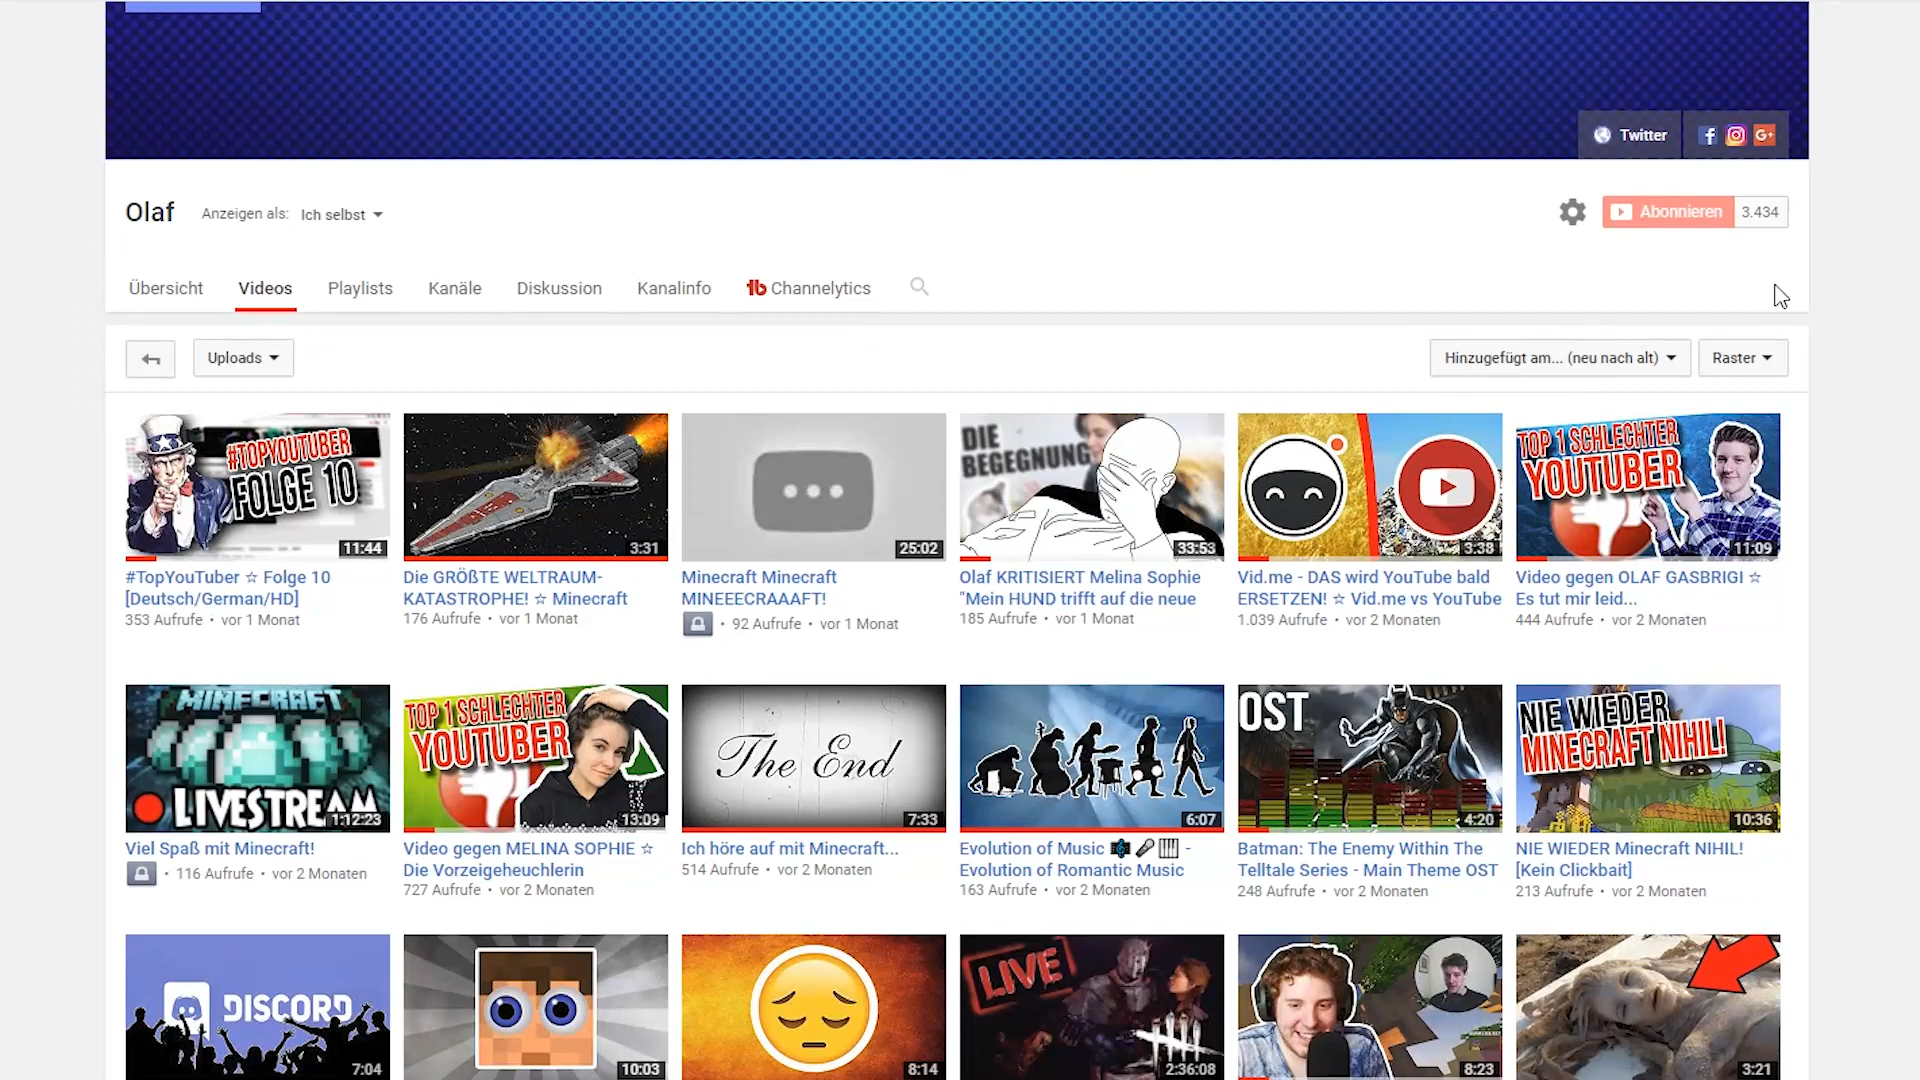 Twitter
Olaf
Anzeigen als: Ich selbst
Abonnieren 3.434
Übersicht Videos Playlists Kanäle Diskussion Kanalinfo Channelytics
Uploads
Hinzugefügt am... (neu nach alt) Raster
#TOPYOUTUBER
FOLGE 10
11:44
3:31
25:02
DIE
BEGEGNUNG
33:53
3:38
TOP 1 SCHLECHTER
YOUTUBER
11:09
#TopYouTuber ☆ Folge 10
[Deutsch/German/HD]
353 Aufrufe • vor 1 Monat
Die GRÖßTE WELTRAUM-
KATASTROPHE! ☆ Minecraft
176 Aufrufe • vor 1 Monat
Minecraft Minecraft
MINEEECRAAAFT!
• 92 Aufrufe • vor 1 Monat
Olaf KRITISIERT Melina Sophie
"Mein HUND trifft auf die neue
185 Aufrufe • vor 1 Monat
Vid.me - DAS wird YouTube bald
ERSETZEN! ☆ Vid.me vs YouTube
1.039 Aufrufe • vor 2 Monaten
Video gegen OLAF GASBRIGI ☆
Es tut mir leid...
444 Aufrufe • vor 2 Monaten
MINECRAFT
LIVESTREAM
1:12:23
TOP 1 SCHLECHTER
YOUTUBER
13:09
The End
7:33
6:07
OST
4:20
NIE WIEDER
MINECRAFT NIHIL!
10:36
Viel Spaß mit Minecraft!
• 116 Aufrufe • vor 2 Monaten
Video gegen MELINA SOPHIE ☆
Die Vorzeigeheuchlerin
727 Aufrufe • vor 2 Monaten
Ich höre auf mit Minecraft...
514 Aufrufe • vor 2 Monaten
Evolution of Music 🎼🎤🎹 -
Evolution of Romantic Music
163 Aufrufe • vor 2 Monaten
Batman: The Enemy Within The
Telltale Series - Main Theme OST
248 Aufrufe • vor 2 Monaten
NIE WIEDER Minecraft NIHIL!
[Kein Clickbait]
213 Aufrufe • vor 2 Monaten
DISCORD
7:04
10:03
8:14
LIVE
2:36:08
8:23
3:21